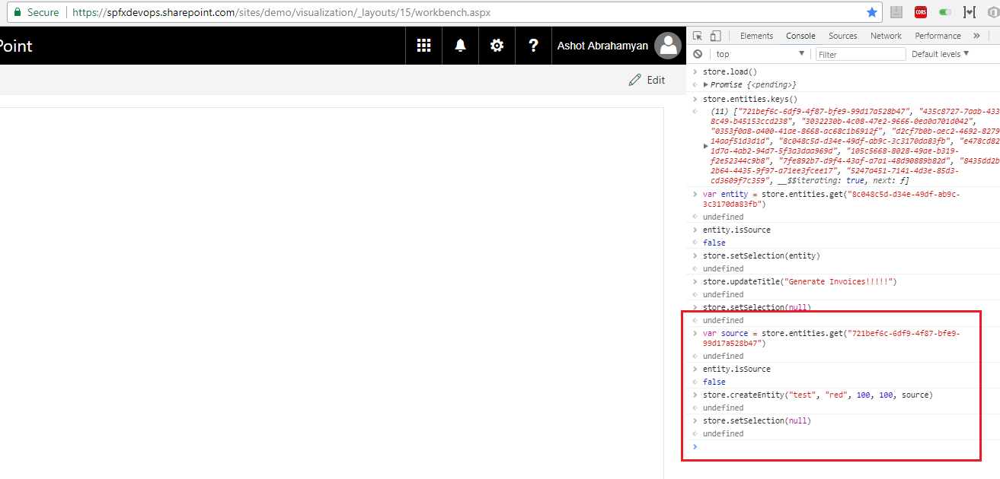 Secure https://spfxdevops.sharepoint.com/sites/demo/visualization/_layouts/15/workbench.aspx
CORS
Point
? Ashot Abrahamyan
Edit
Elements Console Sources Network Performance »
top ▼ Filter Default levels ▼
> store.load()
< ▶ Promise {<pending>}
> store.entities.keys()
< (11) ["721bef6c-6df9-4f87-bfe9-99d17a528b47", "435c8727-7aab-433
8c49-b45153ccd238", "3032230b-4c08-47e2-9666-0ea0a701d042",
"0353f0a8-a400-41ae-8668-ac68c1b6912f", "d2cf7b0b-aec2-4692-8279
14aaf51d3d1d", "8c048c5d-d34e-49df-ab9c-3c3170da83fb", "e478cd82
▶ 1d7a-4ab2-94d7-5f3a3daa969d", "105c5668-8028-49ae-b319-
f2e52344c9b8", "7fe892b7-d9f4-43af-a7a1-48d90889b82d", "8435dd2b
2b64-4435-9f97-a71ee3fcee17", "5247a451-7141-4d3e-85d3-
cd3609f7c359", __$$iterating: true, next: ƒ]
> var entity = store.entities.get("8c048c5d-d34e-49df-ab9c-
3c3170da83fb")
< undefined
> entity.isSource
< false
> store.setSelection(entity)
< undefined
> store.updateTitle("Generate Invoices!!!!!")
< undefined
> store.setSelection(null)
< undefined
> var source = store.entities.get("721bef6c-6df9-4f87-bfe9-
99d17a528b47")
< undefined
> entity.isSource
< false
> store.createEntity("test", "red", 100, 100, source)
< undefined
> store.setSelection(null)
< undefined
>